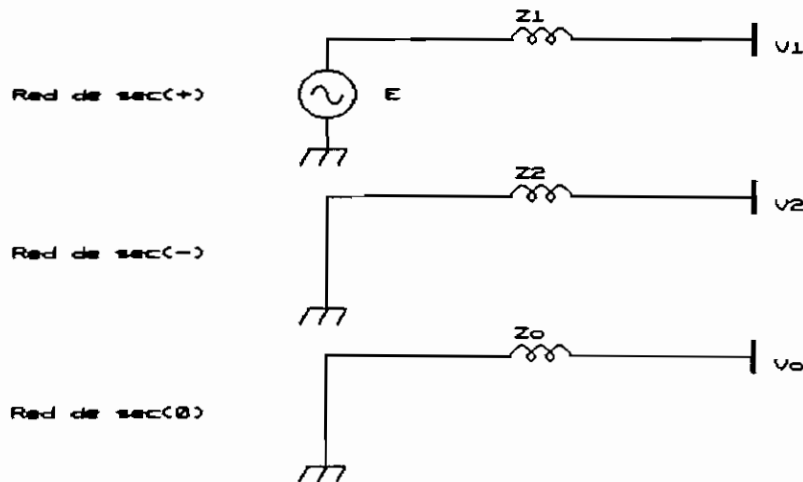 Z1
V1
Red de sec(+)
E
Z2
V2
Red de sec(-)
Zo
Vo
Red de sec(0)